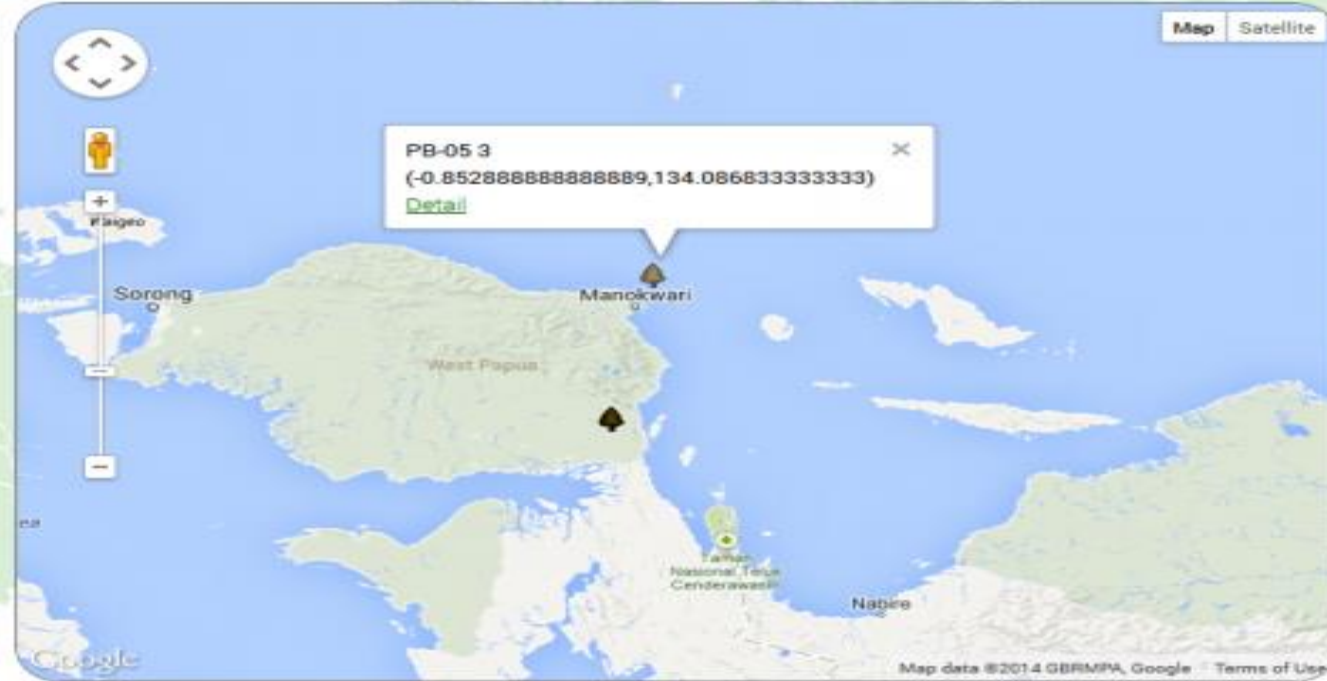 Map Satellite
PB-05 3
(-0.852888888888889,134.086833333333)
Detail
Sorong
Manokwari
West Papua
Taman
Nasional Teluk
Cenderawasih
Nabire
ea
Google
Map data ©2014 GBRMPA, Google Terms of Use